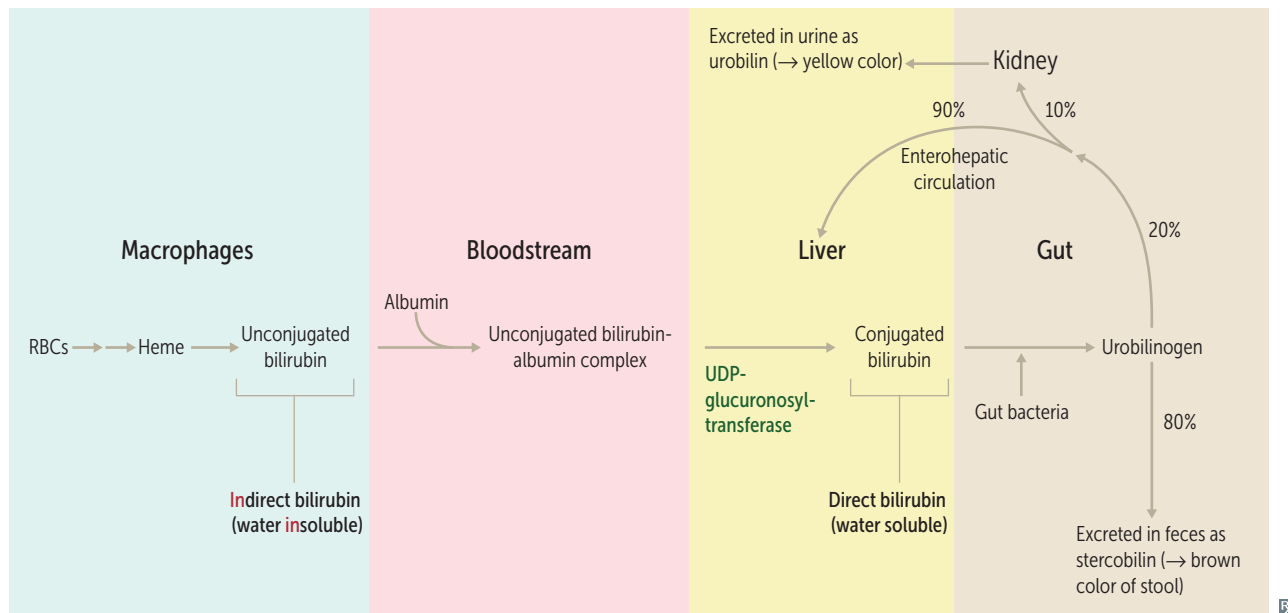 Excreted in urine as
urobilin (→ yellow color)
Kidney
90%
10%
Enterohepatic
circulation
20%
Macrophages
Bloodstream
Liver
Gut
Albumin
RBCs
Heme
Unconjugated
bilirubin
Unconjugated bilirubin-
albumin complex
UDP-
glucuronosyl-
transferase
Conjugated
bilirubin
Urobilinogen
Gut bacteria
80%
Indirect bilirubin
(water insoluble)
Direct bilirubin
(water soluble)
Excreted in feces as
stercobilin (→ brown
color of stool)